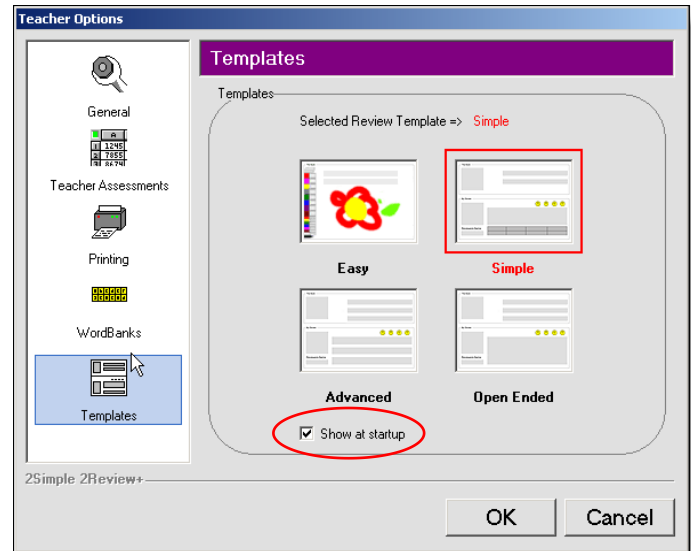 Teacher Options
General
Teacher Assessments
Printing
WordBanks
Templates
Templates
Templates
Selected Review Template => Simple
Easy
Simple
Advanced
Open Ended
Show at startup
2Simple 2Review+
OK
Cancel